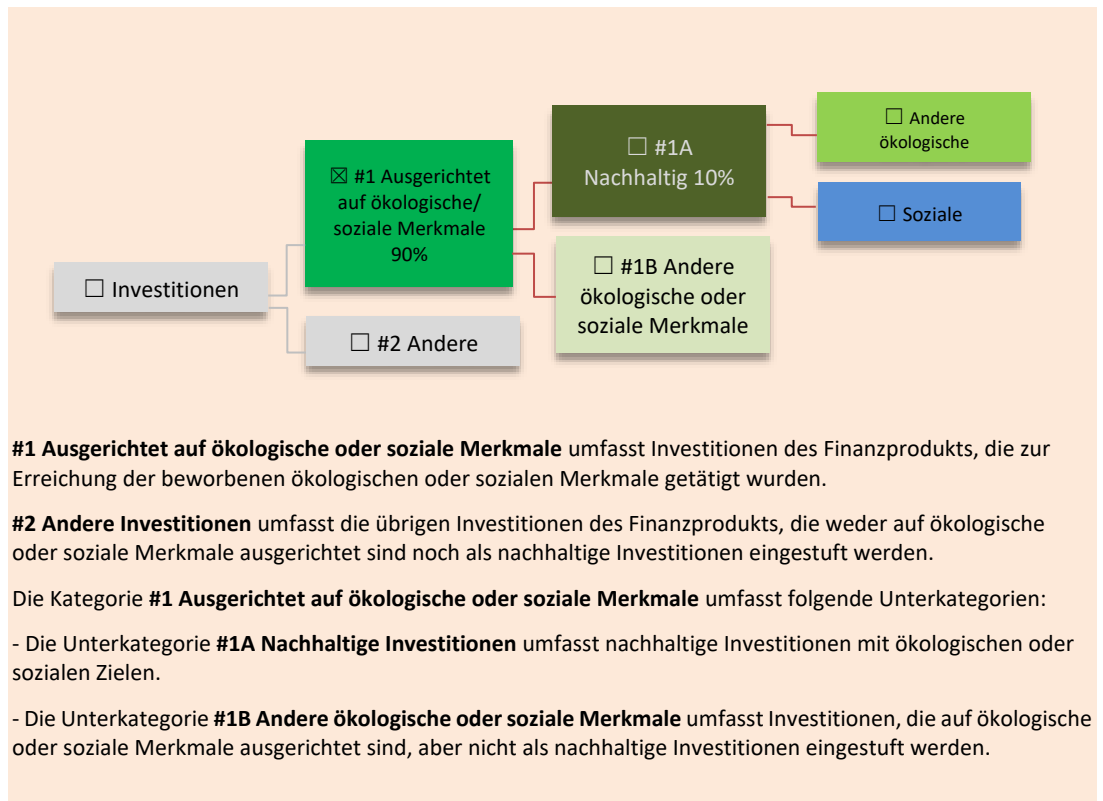 ☐ Investitionen
☒ #1 Ausgerichtet
auf ökologische/
soziale Merkmale
90%
☐ #2 Andere
☐ #1A
Nachhaltig 10%
☐ #1B Andere
ökologische oder
soziale Merkmale
☐ Andere
ökologische
☐ Soziale
#1 Ausgerichtet auf ökologische oder soziale Merkmale umfasst Investitionen des Finanzprodukts, die zur
Erreichung der beworbenen ökologischen oder sozialen Merkmale getätigt wurden.
#2 Andere Investitionen umfasst die übrigen Investitionen des Finanzprodukts, die weder auf ökologische
oder soziale Merkmale ausgerichtet sind noch als nachhaltige Investitionen eingestuft werden.
Die Kategorie #1 Ausgerichtet auf ökologische oder soziale Merkmale umfasst folgende Unterkategorien:
- Die Unterkategorie #1A Nachhaltige Investitionen umfasst nachhaltige Investitionen mit ökologischen oder
sozialen Zielen.
- Die Unterkategorie #1B Andere ökologische oder soziale Merkmale umfasst Investitionen, die auf ökologische
oder soziale Merkmale ausgerichtet sind, aber nicht als nachhaltige Investitionen eingestuft werden.